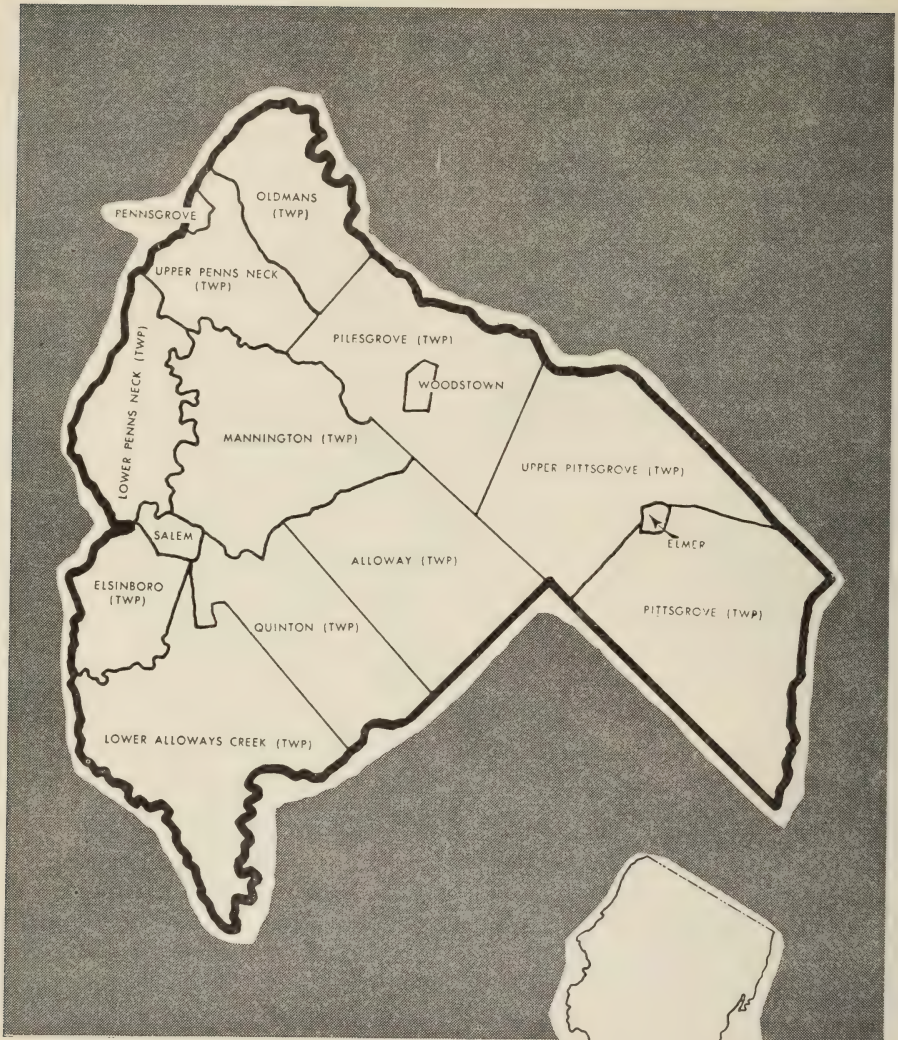 OLDMANS
(TWP)
PENNSGROVE
UPPER PENNS NECK
(TWP)
LOWER PENNS NECK (TWP)
PILESGROVE (TWP)
WOODSTOWN
MANNINGTON (TWP)
UPPER PITTSGROVE (TWP)
SALEM
ELMER
ALLOWAY (TWP)
ELSINBORO
(TWP)
PITTSGROVE (TWP)
QUINTON (TWP)
LOWER ALLOWAYS CREEK (TWP)